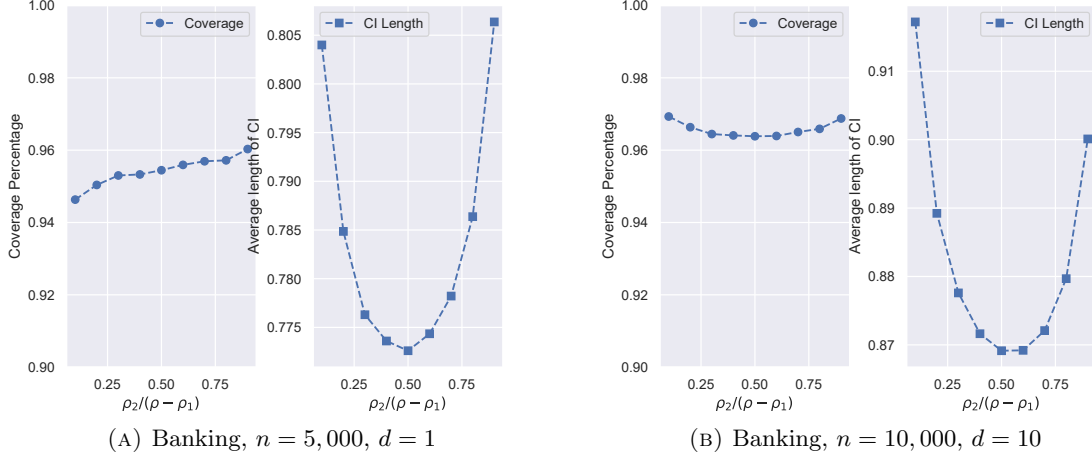 1.00
0.98
0.96
0.94
0.92
0.90
Coverage Percentage
Coverage
0.25 0.50 0.75
ρ₂/(ρ − ρ₁)
0.805
0.800
0.795
0.790
0.785
0.780
0.775
Average length of CI
CI Length
0.25 0.50 0.75
ρ₂/(ρ − ρ₁)
(A) Banking, n = 5,000, d = 1
1.00
0.98
0.96
0.94
0.92
0.90
Coverage Percentage
Coverage
0.25 0.50 0.75
ρ₂/(ρ − ρ₁)
0.91
0.90
0.89
0.88
0.87
Average length of CI
CI Length
0.25 0.50 0.75
ρ₂/(ρ − ρ₁)
(B) Banking, n = 10,000, d = 10